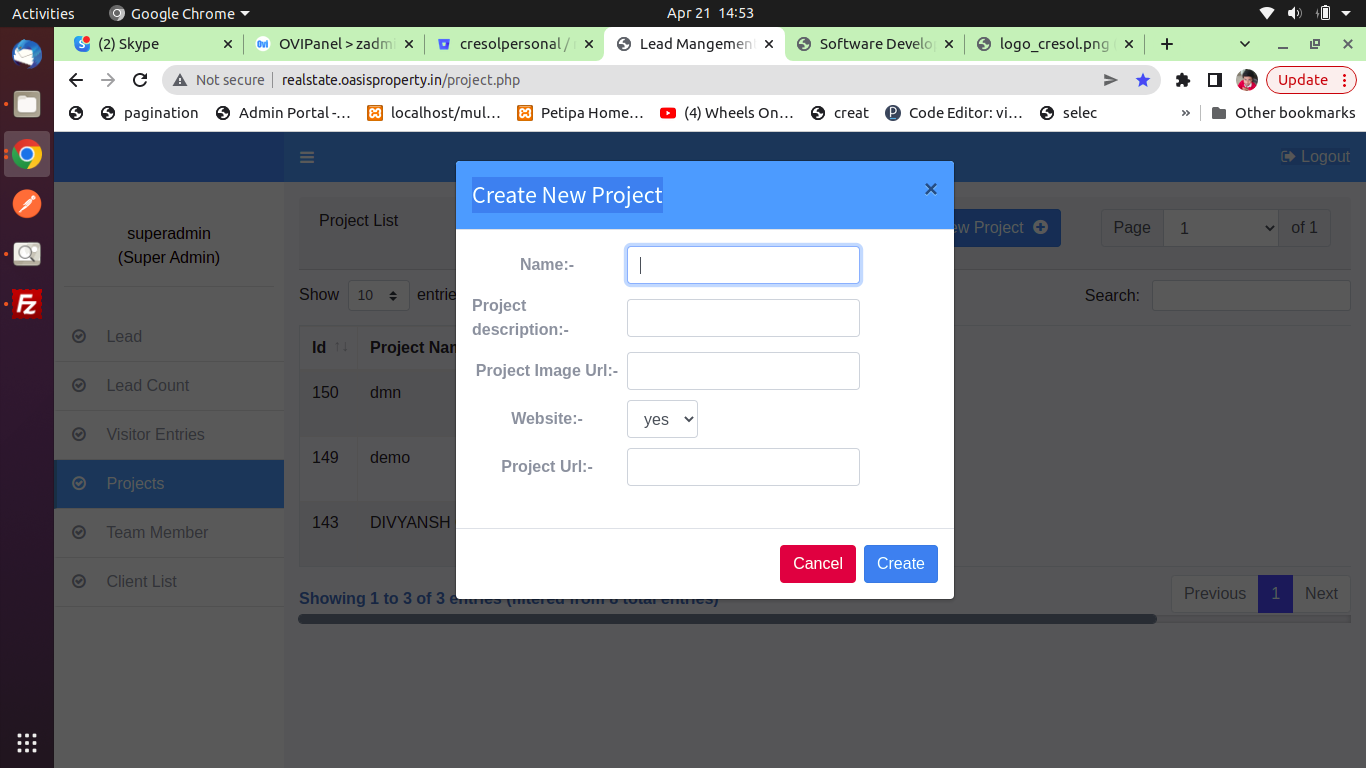 Activities Google Chrome Apr 21 14:53
(2) Skype OVIPanel > zadm cresolpersonal / Lead Mangemen Software Develo logo_cresol.png
Not secure realstate.oasisproperty.in/project.php Update
pagination Admin Portal -... localhost/mul... Petipa Home... (4) Wheels On... creat Code Editor: vi... selec » Other bookmarks
Logout
superadmin
(Super Admin)
Lead
Lead Count
Visitor Entries
Projects
Team Member
Client List
Project List ew Project Page 1 of 1
Show 10 entrie Search:
Id Project Nam
150 dmn
149 demo
143 DIVYANSH
Showing 1 to 3 of 3 entries (filtered from 8 total entries)
Previous 1 Next
Create New Project ×
Name:-
Project
description:-
Project Image Url:-
Website:- yes
Project Url:-
Cancel Create